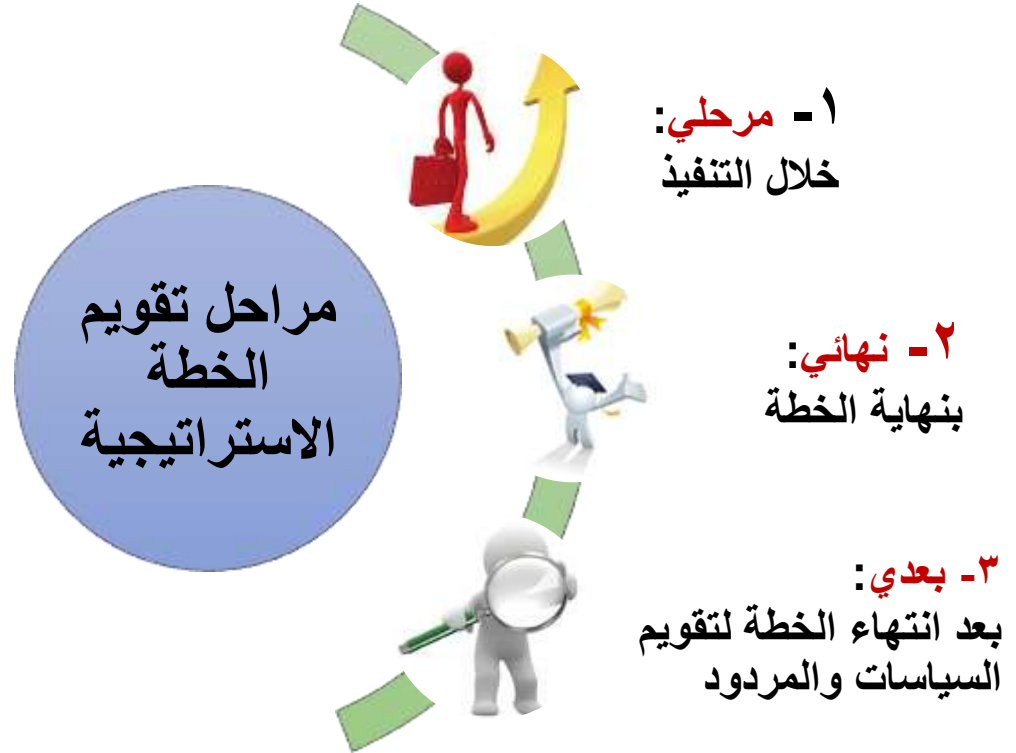 مراحل تقويم
الخطة
الاستراتيجية
١- مرحلي:
خلال التنفيذ
٢- نهائي:
بنهاية الخطة
٣- بعدي:
بعد انتهاء الخطة لتقويم
السياسات والمردود